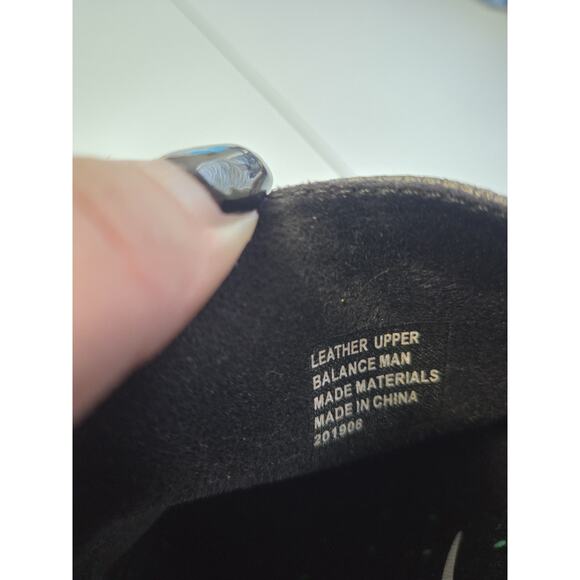 LEATHER UPPER
BALANCE MAN
MADE MATERIALS
MADE IN CHINA
201906